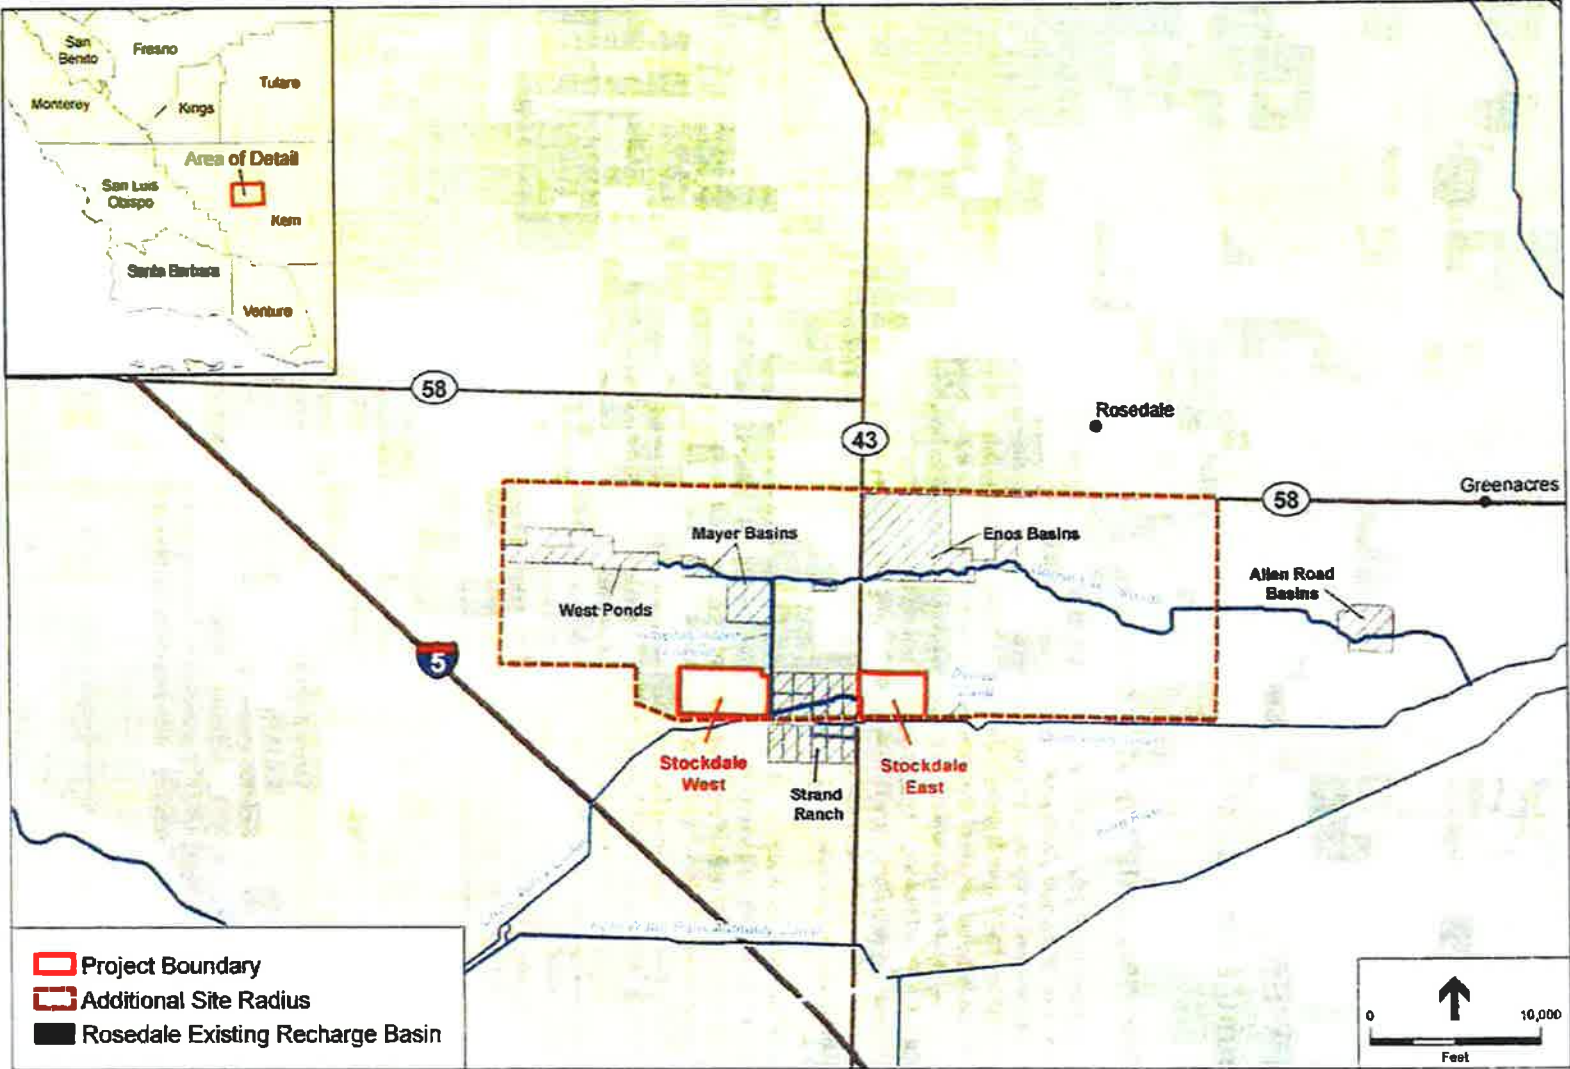 San
Benito
Fresno
Tulare
Monterey
Kings
Area of Detail
San Luis
Obispo
Kern
Santa Barbara
Ventura
58
43
Rosedale
58
Greenacres
Mayer Basins
Enos Basins
Allen Road
Basins
West Ponds
5
Stockdale
West
Stockdale
East
Strand
Ranch
Project Boundary
Additional Site Radius
Rosedale Existing Recharge Basin
0
10,000
Feet